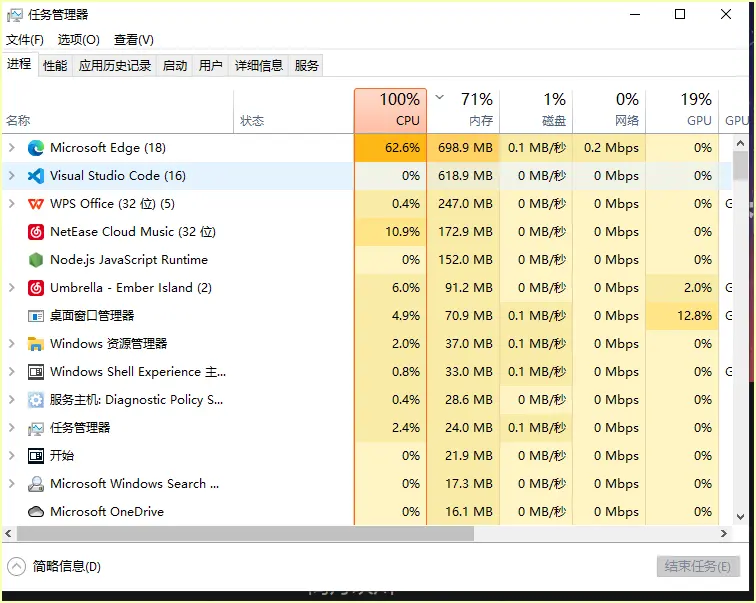 任务管理器
文件(F) 选项(O) 查看(V)
进程 性能 应用历史记录 启动 用户 详细信息 服务
100% 71% 1% 0% 19%
名称 状态 CPU 内存 磁盘 网络 GPU GPU
Microsoft Edge (18) 62.6% 698.9 MB 0.1 MB/秒 0.2 Mbps 0%
Visual Studio Code (16) 0% 618.9 MB 0 MB/秒 0 Mbps 0%
WPS Office (32 位) (5) 0.4% 247.0 MB 0 MB/秒 0 Mbps 0% G
NetEase Cloud Music (32 位) 10.9% 172.9 MB 0 MB/秒 0 Mbps 0%
Node.js JavaScript Runtime 0% 152.0 MB 0 MB/秒 0 Mbps 0%
Umbrella - Ember Island (2) 6.0% 91.2 MB 0 MB/秒 0 Mbps 2.0% G
桌面窗口管理器 4.9% 70.9 MB 0.1 MB/秒 0 Mbps 12.8% G
Windows 资源管理器 2.0% 37.0 MB 0.1 MB/秒 0 Mbps 0%
Windows Shell Experience 主... 0.8% 33.0 MB 0.1 MB/秒 0 Mbps 0% G
服务主机: Diagnostic Policy S... 0.4% 28.6 MB 0 MB/秒 0 Mbps 0%
任务管理器 2.4% 24.0 MB 0.1 MB/秒 0 Mbps 0%
开始 0% 21.9 MB 0 MB/秒 0 Mbps 0%
Microsoft Windows Search ... 0% 17.3 MB 0 MB/秒 0 Mbps 0%
Microsoft OneDrive 0% 16.1 MB 0 MB/秒 0 Mbps 0%
简略信息(D) 结束任务(E)